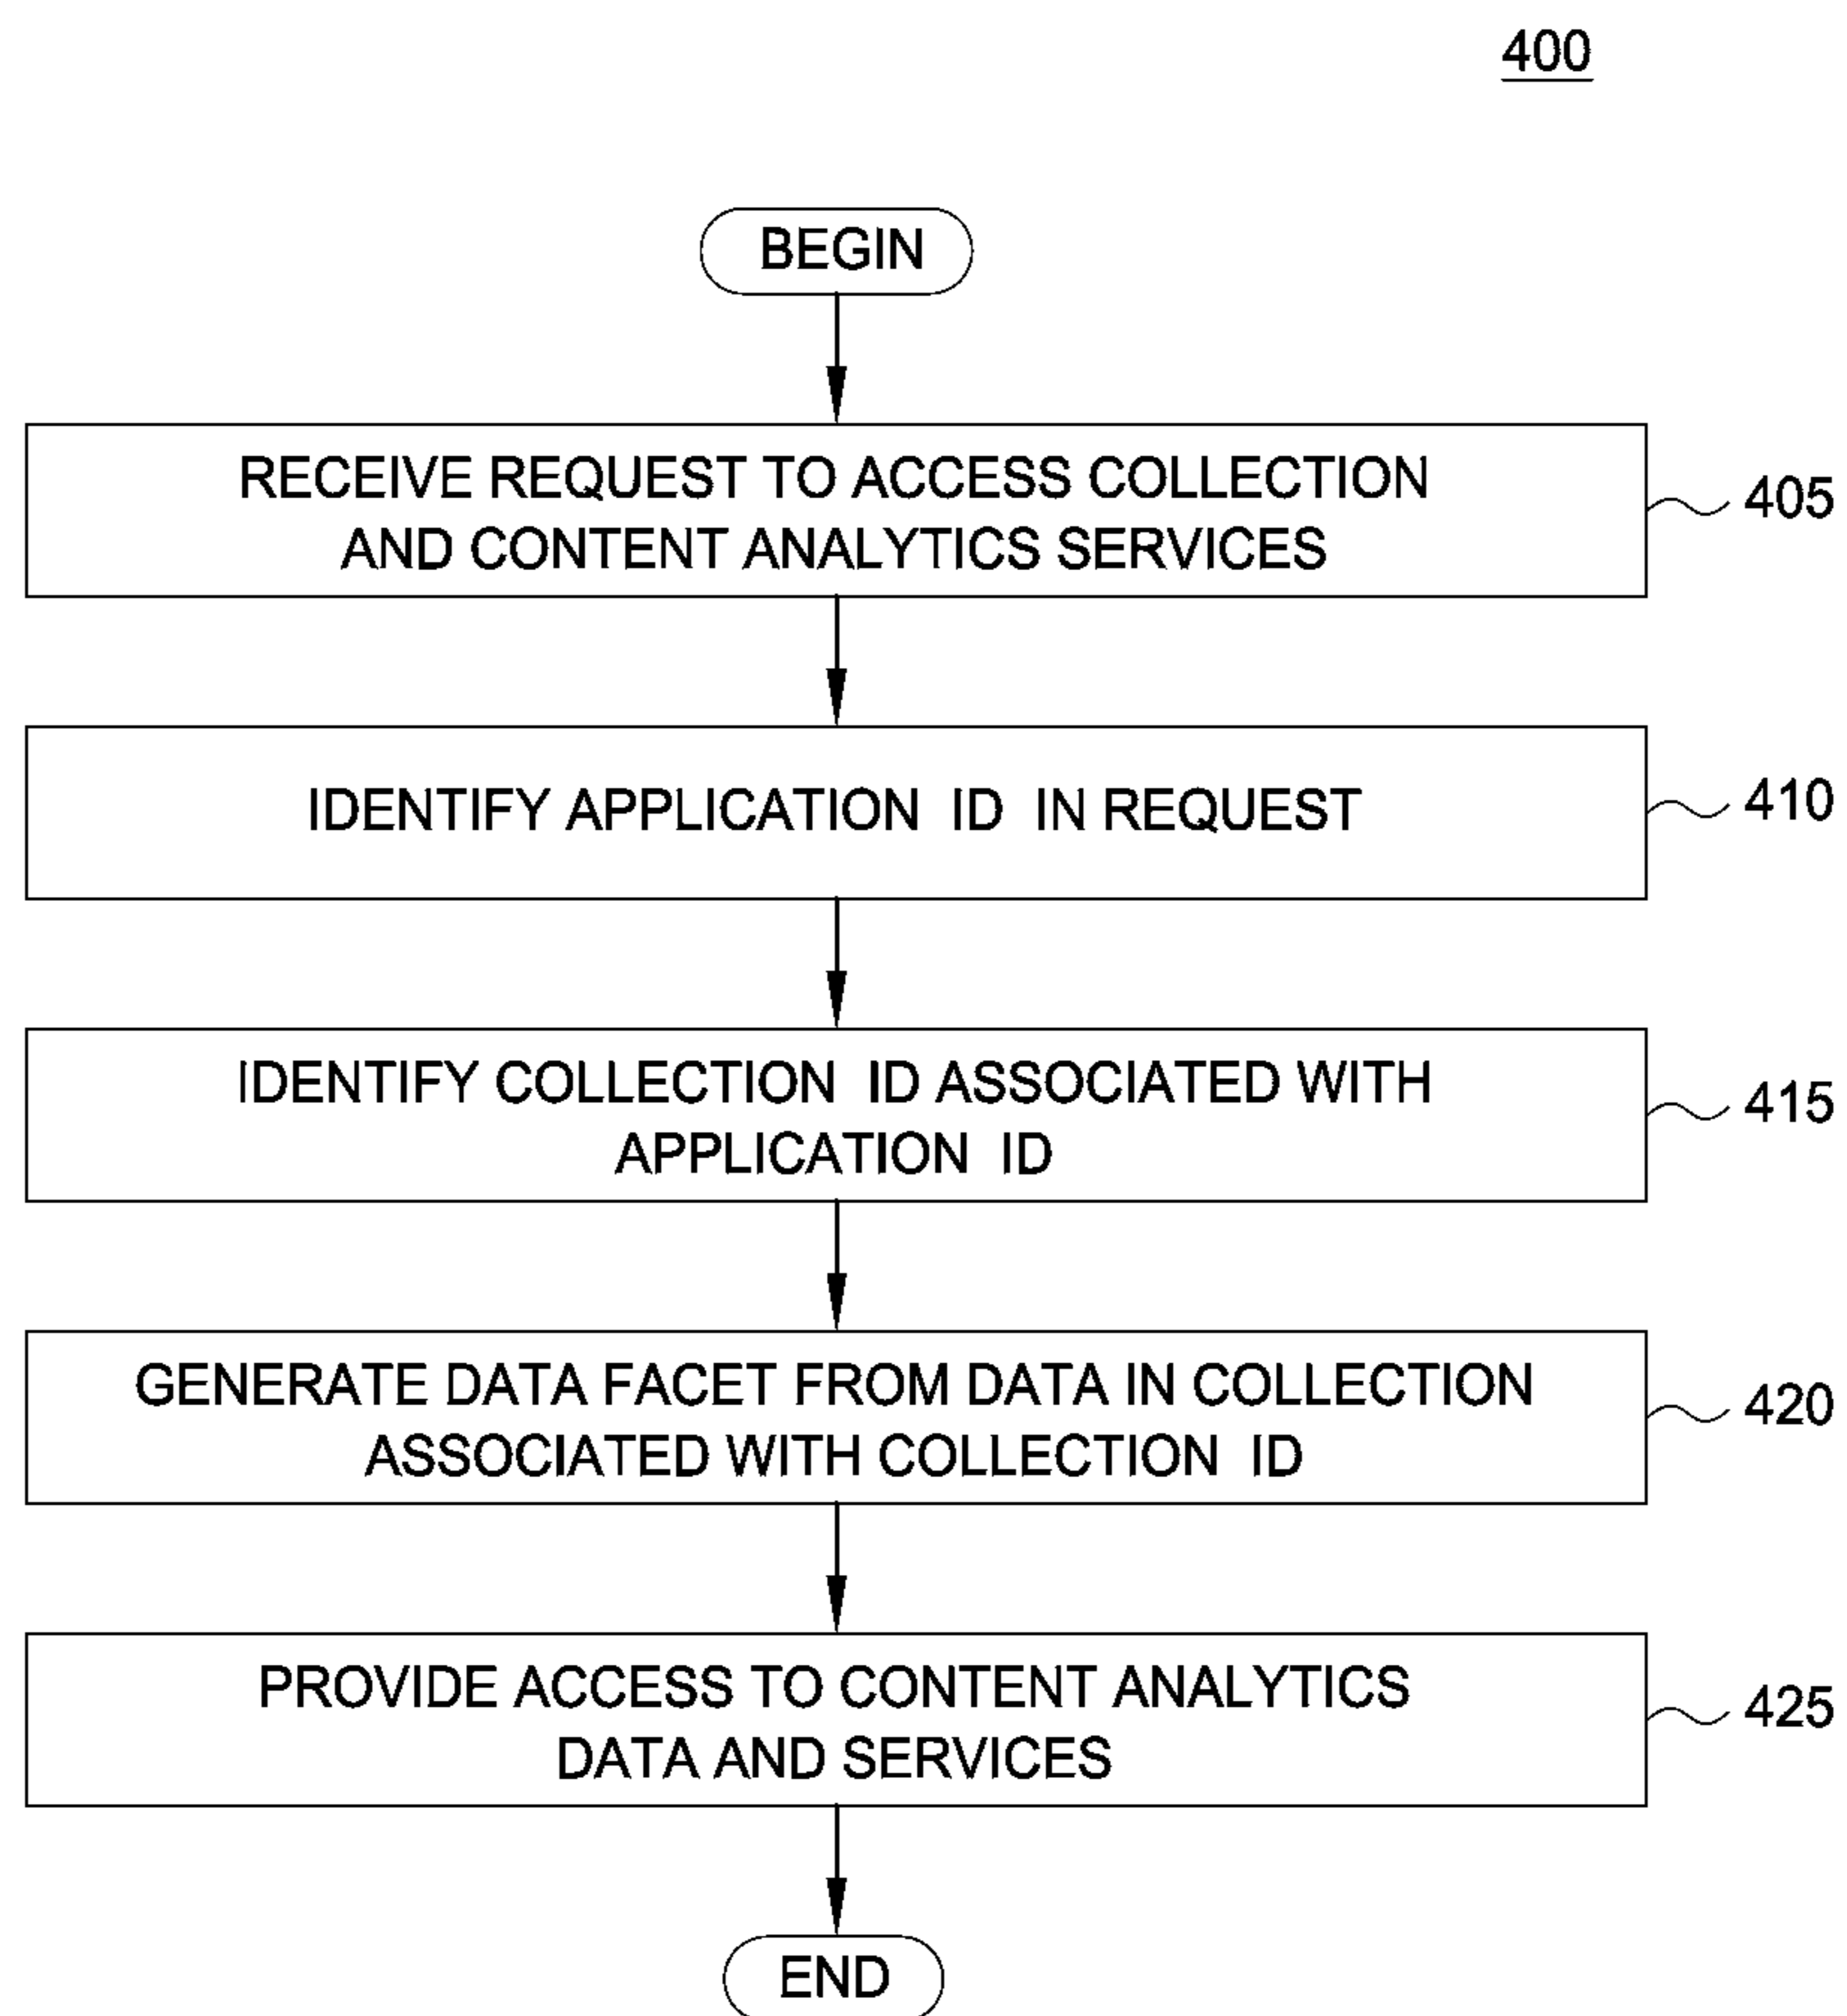 400
BEGIN
RECEIVE REQUEST TO ACCESS COLLECTION
AND CONTENT ANALYTICS SERVICES
405
IDENTIFY APPLICATION ID IN REQUEST
410
IDENTIFY COLLECTION ID ASSOCIATED WITH
APPLICATION ID
415
GENERATE DATA FACET FROM DATA IN COLLECTION
ASSOCIATED WITH COLLECTION ID
420
PROVIDE ACCESS TO CONTENT ANALYTICS
DATA AND SERVICES
425
END